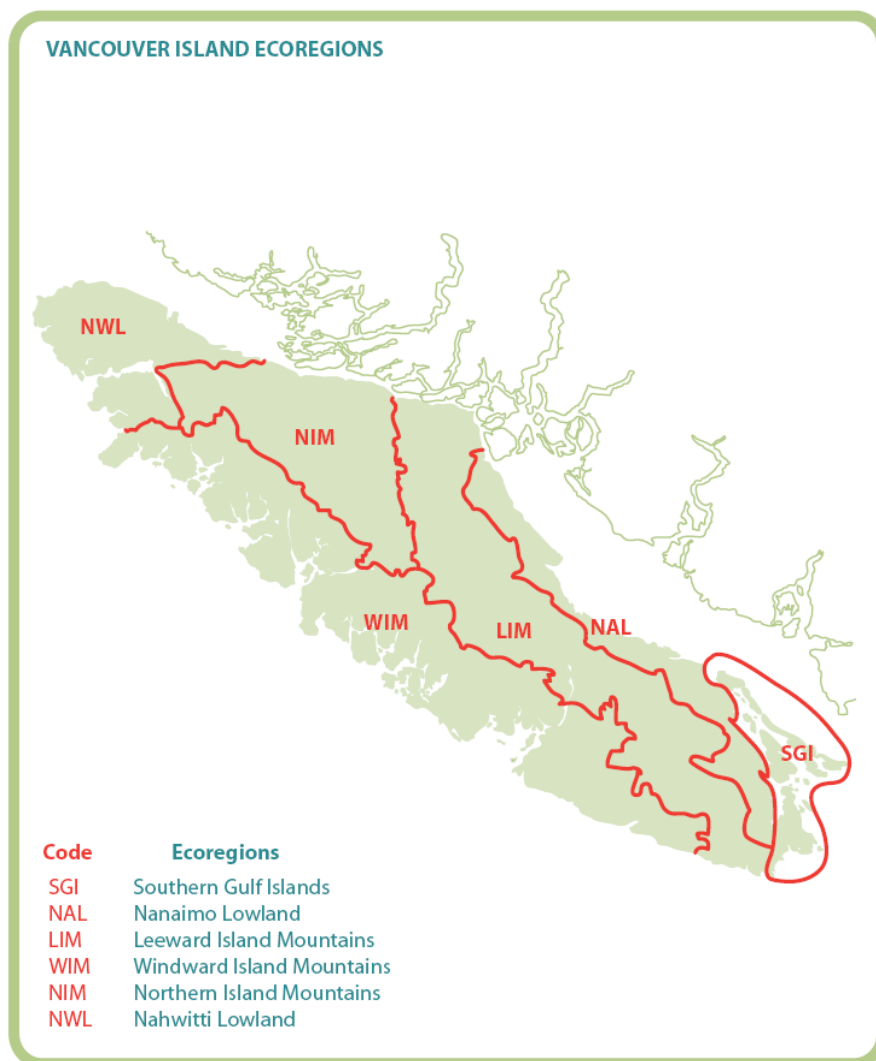 VANCOUVER ISLAND ECOREGIONS
NWL
NIM
WIM
LIM
NAL
SGI
Code Ecoregions
SGI Southern Gulf Islands
NAL Nanaimo Lowland
LIM Leeward Island Mountains
WIM Windward Island Mountains
NIM Northern Island Mountains
NWL Nahwitti Lowland